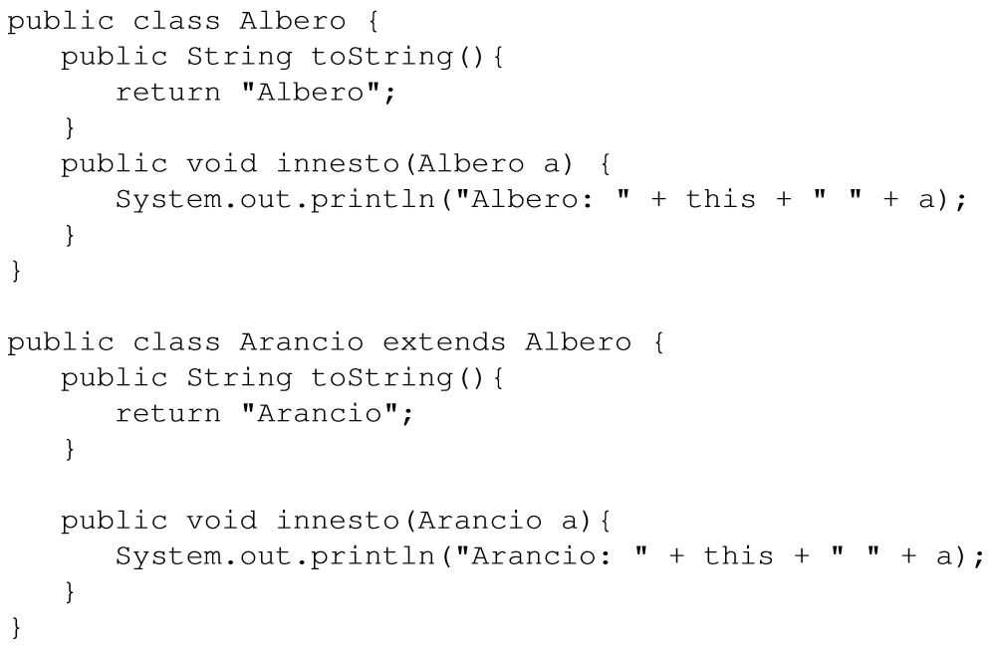 public class Albero {
   public String toString(){
      return "Albero";
   }
   public void innesto(Albero a) {
      System.out.println("Albero: " + this + " " + a);
   }
}

public class Arancio extends Albero {
   public String toString(){
      return "Arancio";
   }

   public void innesto(Arancio a){
      System.out.println("Arancio: " + this + " " + a);
   }
}